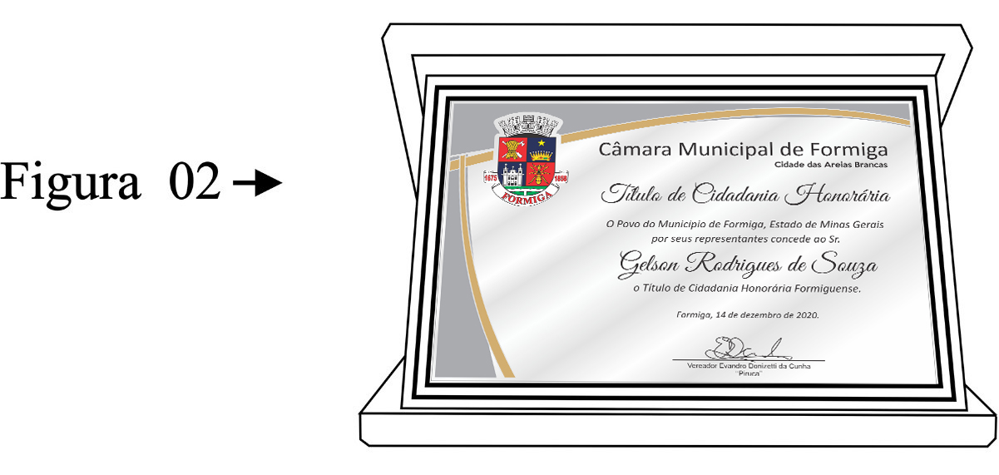 Figura 02
1675
1858
FORMIGA
Câmara Municipal de Formiga
Cidade das Areias Brancas
Título de Cidadania Honorária
O Povo do Município de Formiga, Estado de Minas Gerais
por seus representantes concede ao Sr.
Gelson Rodrigues de Souza
o Título de Cidadania Honorária Formiguense.
Formiga, 14 de dezembro de 2020.
Vereador Evandro Donizetti da Cunha
"Piruca"